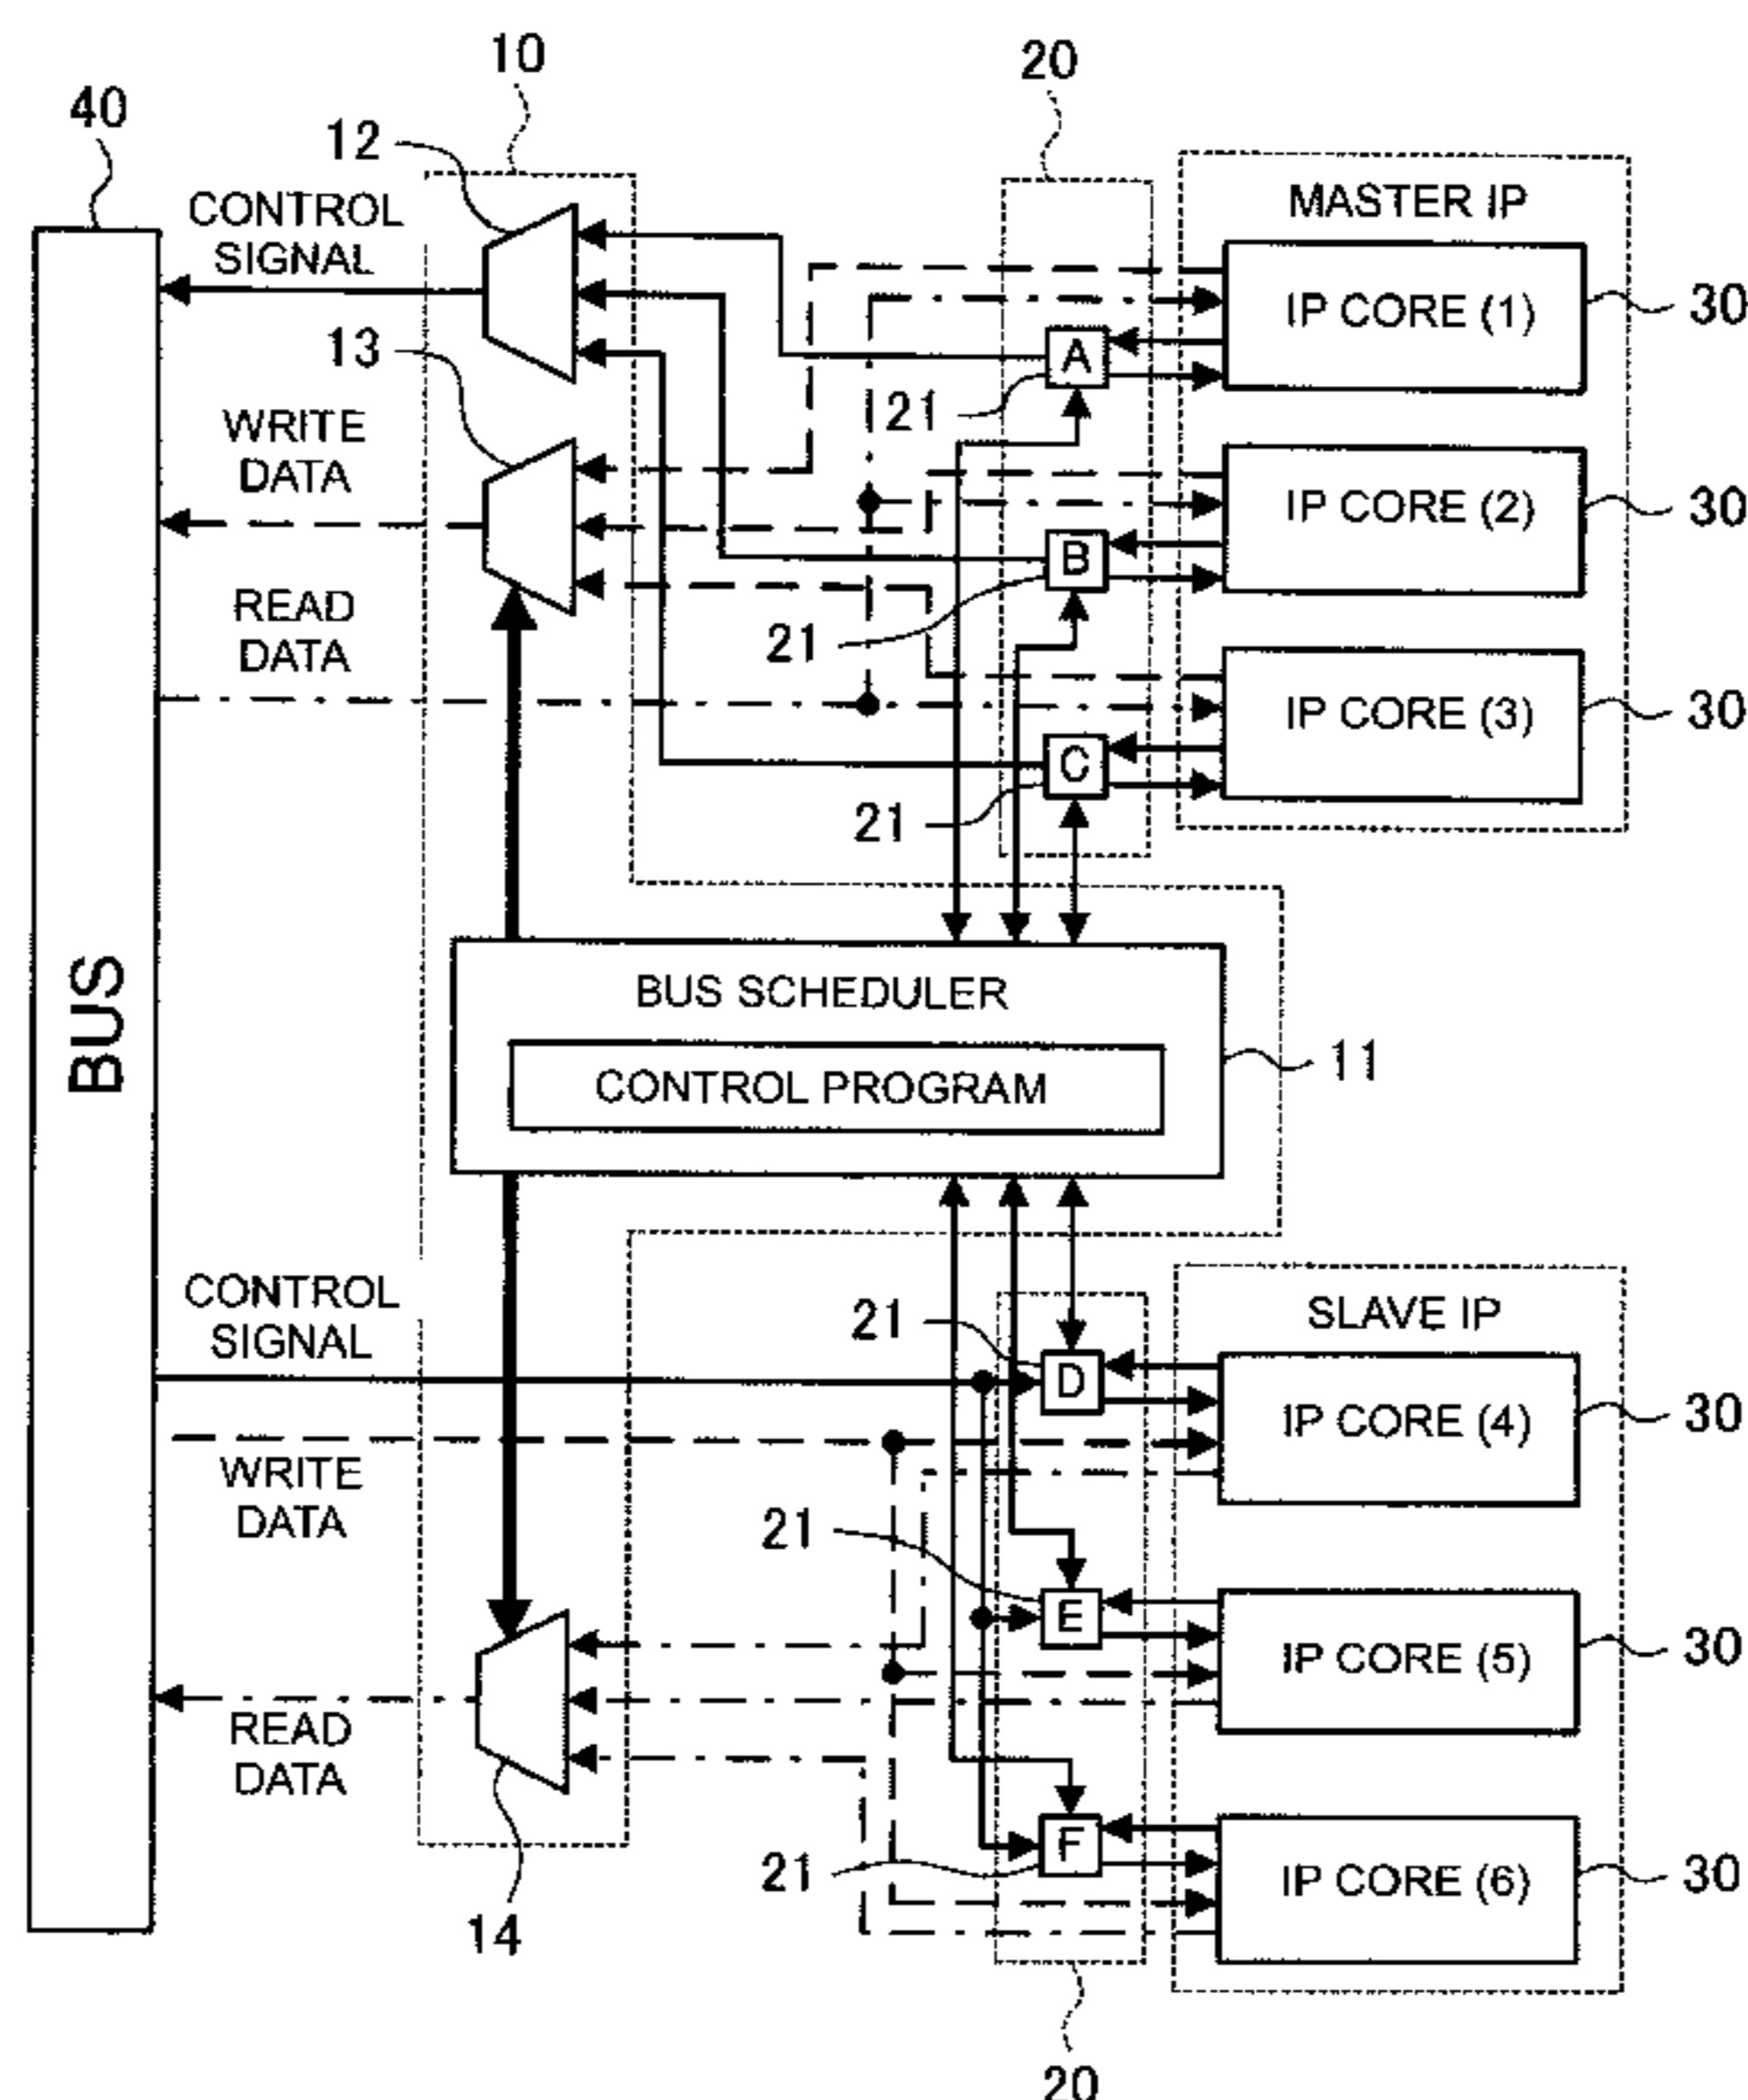 10
20
40
12
CONTROL
SIGNAL
MASTER IP
IP CORE (1)
30
13
A
21
WRITE
DATA
IP CORE (2)
30
B
21
READ
DATA
IP CORE (3)
30
C
21
BUS
BUS SCHEDULER
CONTROL PROGRAM
11
CONTROL
SIGNAL
21
SLAVE IP
D
IP CORE (4)
30
WRITE
DATA
21
E
IP CORE (5)
30
READ
DATA
F
21
IP CORE (6)
30
14
20